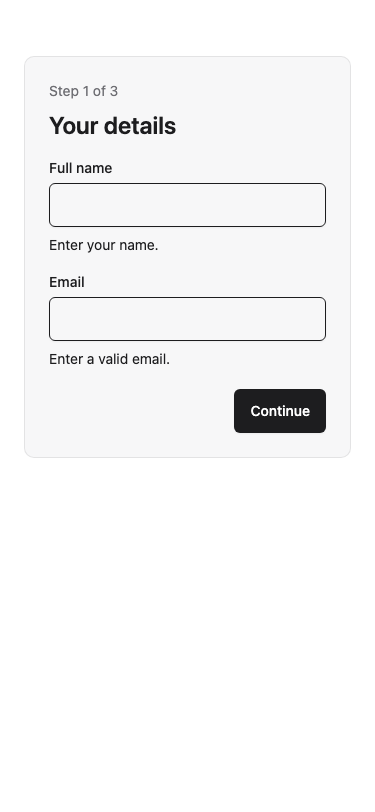 Step 1 of 3
Your details
Full name
Enter your name.
Email
Enter a valid email.
Continue